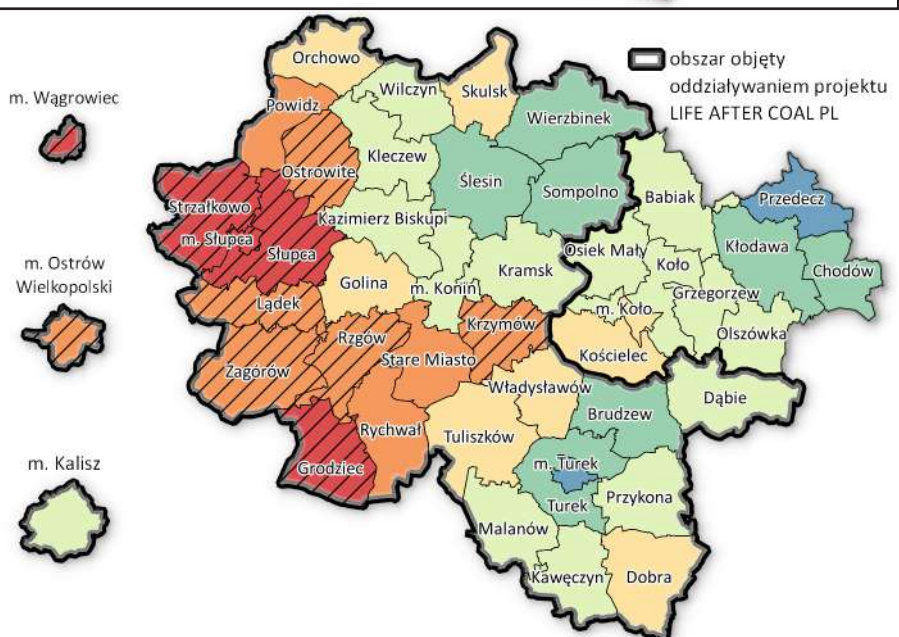 Orchowo
obszar objęty
oddziaływaniem projektu
LIFE AFTER COAL PL
m. Wągrowiec
Powidz
Wilczyn
Skulsk
Wierzbinek
Kleczew
Ostrowite
Ślesin
Sompolno
Babiak
Przedecz
Strzałkowo
m. Słupca
Słupca
Kazimierz Biskupi
Osiek Mały
Koło
Kłodawa
Chodów
m. Ostrów
Wielkopolski
Golina
m. Konin
Kramsk
Grzegorzew
Lądek
m. Koło
Olszówka
Rzgów
Krzymów
Stare Miasto
Kościelec
Zagórów
Władysławów
Dąbie
Brudzew
Rychwał
Tuliszków
m. Kalisz
Grodziec
m. Turek
Przykona
Turek
Malanów
Kawęczyn
Dobra